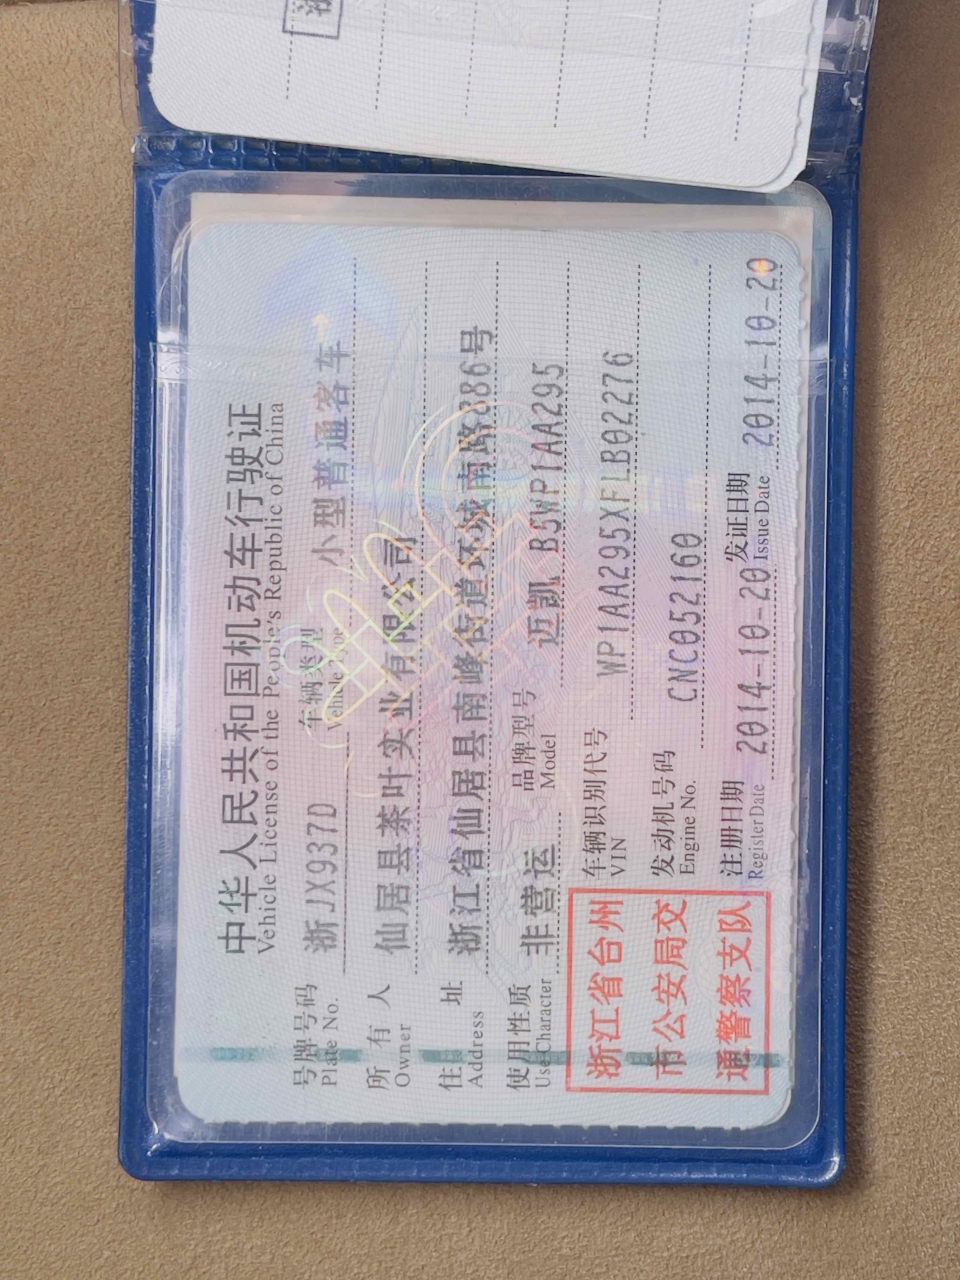 中华人民共和国机动车行驶证
Vehicle License of the People's Republic of China
号牌号码 浙JX937D 车辆类型 小型普通客车
Plate No. Vehicle Type
所有人 仙居县茶叶实业有限公司
Owner
住址 浙江省仙居县南峰街道环城南路386号
Address
使用性质 非营运 品牌型号 迈凯 BSWP1AA295
Use Character Model
浙江省台州
市公安局交
通警察支队
车辆识别代号 WP1AA295XFLB02276
VIN
发动机号码 CNC052160
Engine No.
注册日期 2014-10-20 发证日期 2014-10-20
Register Date Issue Date